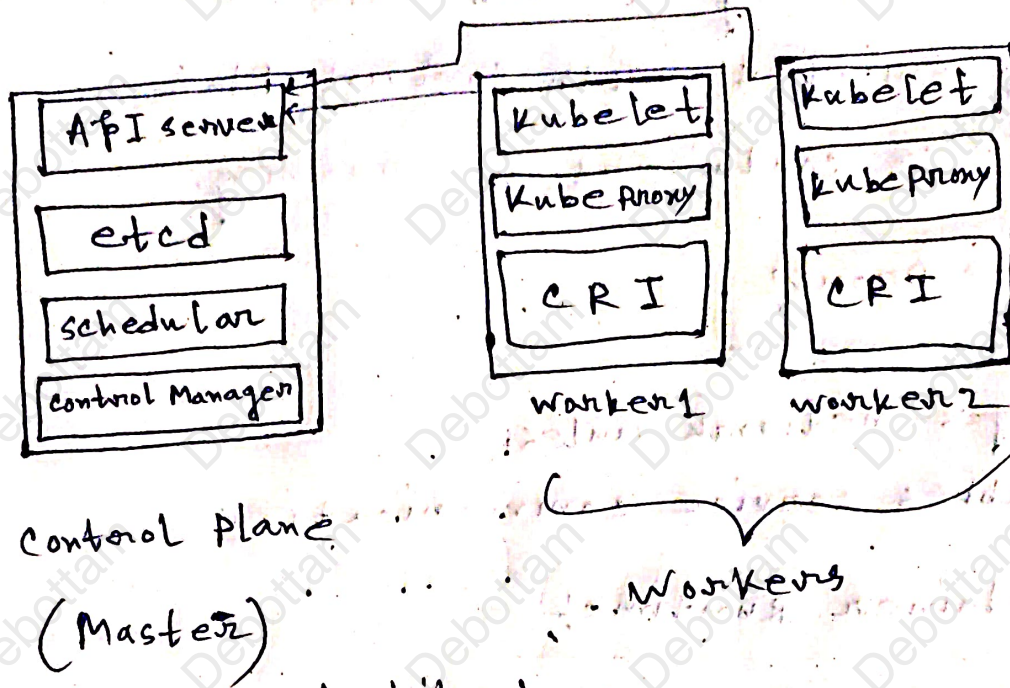 API server
etcd
schedular
control Manager
control plane
(Master)
Kubelet
Kube Proxy
CRI
worker1
Kubelet
Kube Proxy
CRI
worker2
Workers
Debottam